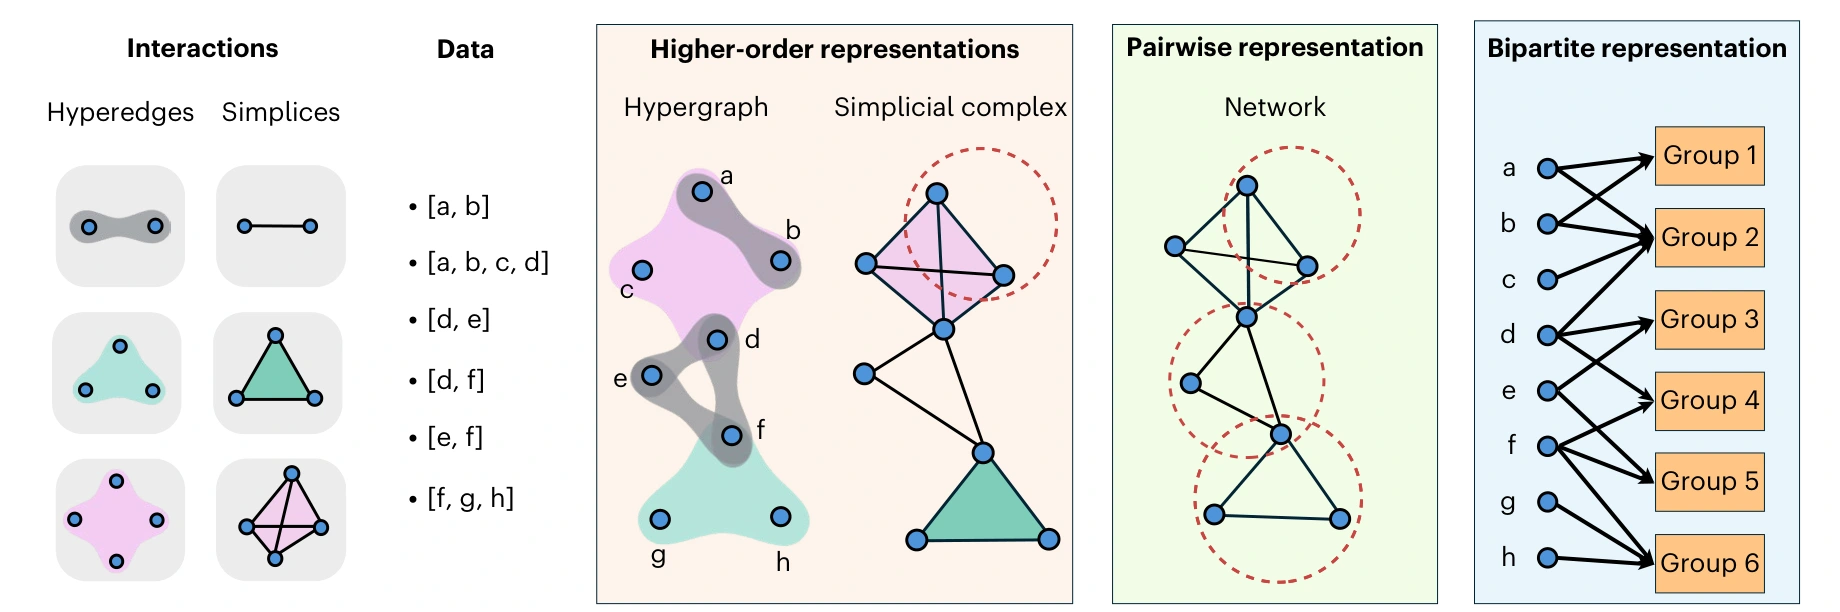 Interactions
Hyperedges
Simplices
Data
• [a, b]
• [a, b, c, d]
• [d, e]
• [d, f]
• [e, f]
• [f, g, h]
Higher-order representations
Hypergraph
a
b
c
d
e
f
g
h
Simplicial complex
Pairwise representation
Network
Bipartite representation
a
b
c
d
e
f
g
h
Group 1
Group 2
Group 3
Group 4
Group 5
Group 6